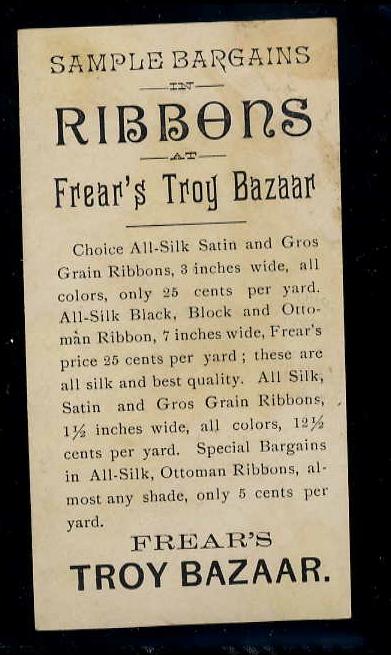 SAMPLE BARGAINS
IN
RIBBONS
AT
Frear's Troy Bazaar
Choice All-Silk Satin and Gros
Grain Ribbons, 3 inches wide, all
colors, only 25 cents per yard.
All-Silk Black, Block and Otto-
man Ribbon, 7 inches wide, Frear's
price 25 cents per yard; these are
all silk and best quality. All Silk,
Satin and Gros Grain Ribbons,
1½ inches wide, all colors, 12½
cents per yard. Special Bargains
in All-Silk, Ottoman Ribbons, al-
most any shade, only 5 cents per
yard.
FREAR'S
TROY BAZAAR.